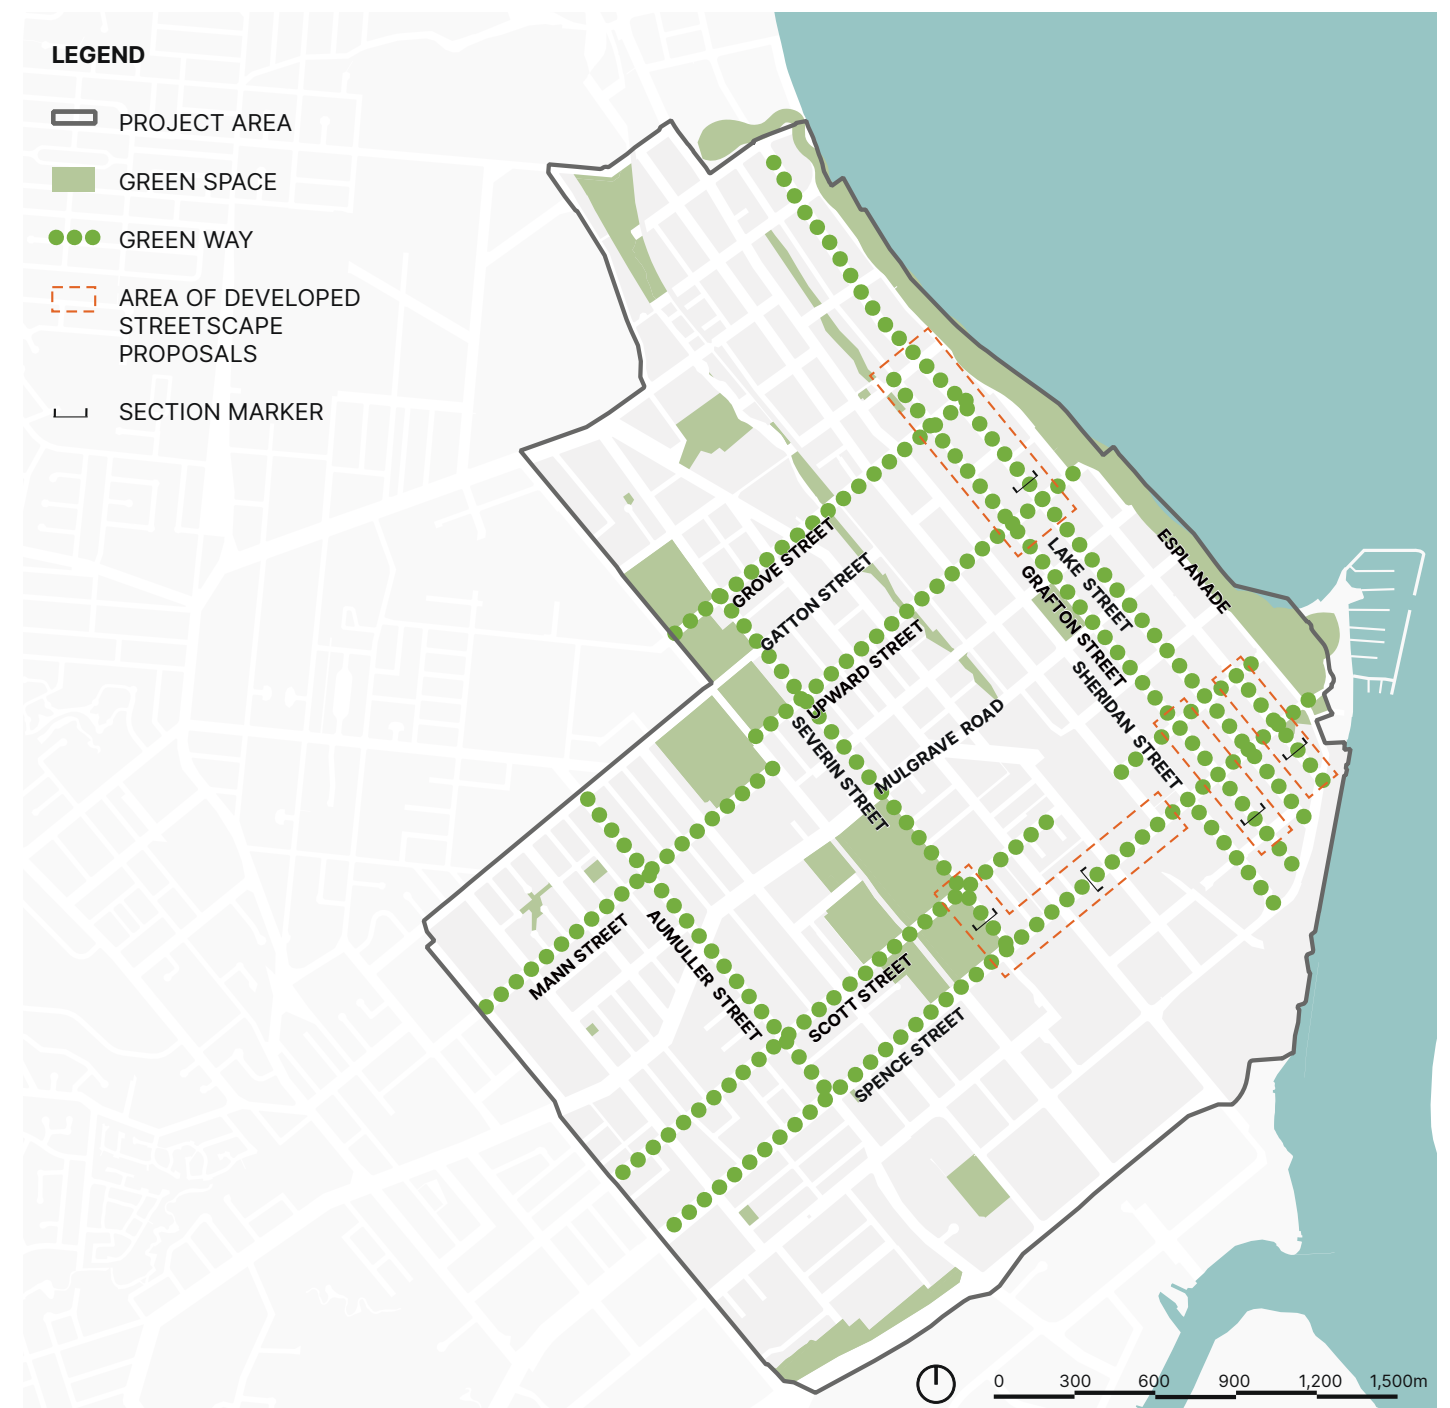 LEGEND
PROJECT AREA
GREEN SPACE
GREEN WAY
AREA OF DEVELOPED
STREETSCAPE
PROPOSALS
SECTION MARKER
GROVE STREET
GATTON STREET
UPWARD STREET
SEVERIN STREET
MULGRAVE ROAD
LAKE STREET
GRAFTON STREET
SHERIDAN STREET
ESPLANADE
MANN STREET
AUMULLER STREET
SCOTT STREET
SPENCE STREET
0 300 600 900 1,200 1,500m